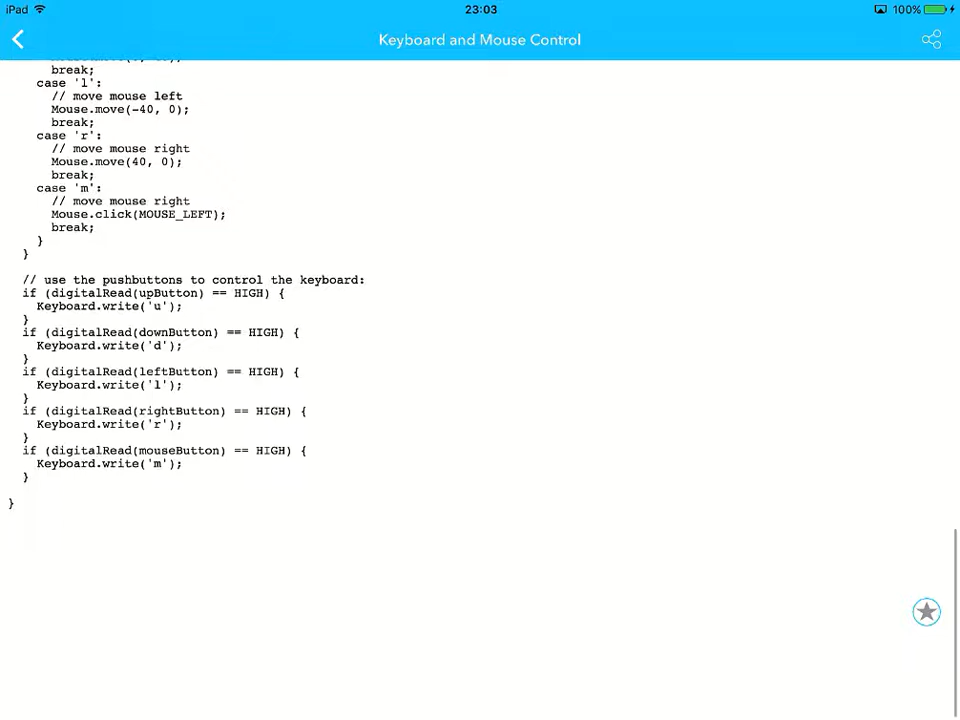 iPad
23:03
100%
Keyboard and Mouse Control
break;
case 'l':
// move mouse left
Mouse.move(-40, 0);
break;
case 'r':
// move mouse right
Mouse.move(40, 0);
break;
case 'm':
// move mouse right
Mouse.click(MOUSE_LEFT);
break;
}
}
// use the pushbuttons to control the keyboard:
if (digitalRead(upButton) == HIGH) {
Keyboard.write('u');
}
if (digitalRead(downButton) == HIGH) {
Keyboard.write('d');
}
if (digitalRead(leftButton) == HIGH) {
Keyboard.write('l');
}
if (digitalRead(rightButton) == HIGH) {
Keyboard.write('r');
}
if (digitalRead(mouseButton) == HIGH) {
Keyboard.write('m');
}
}